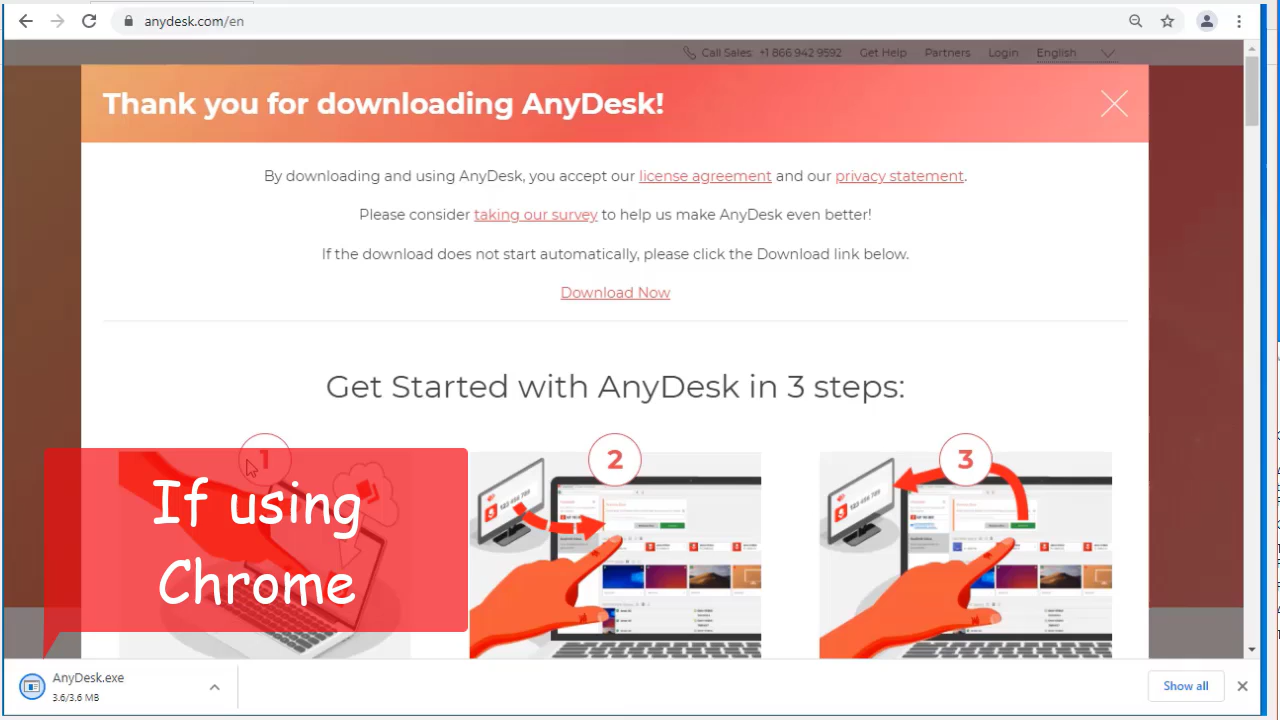 anydesk.com/en
Call Sales: +1 866 942 9592 Get Help Partners Login English
Thank you for downloading AnyDesk!
By downloading and using AnyDesk, you accept our license agreement and our privacy statement.
Please consider taking our survey to help us make AnyDesk even better!
If the download does not start automatically, please click the Download link below.
Download Now
Get Started with AnyDesk in 3 steps:
1
2
3
If using
Chrome
AnyDesk.exe
3.6/3.6 MB
Show all